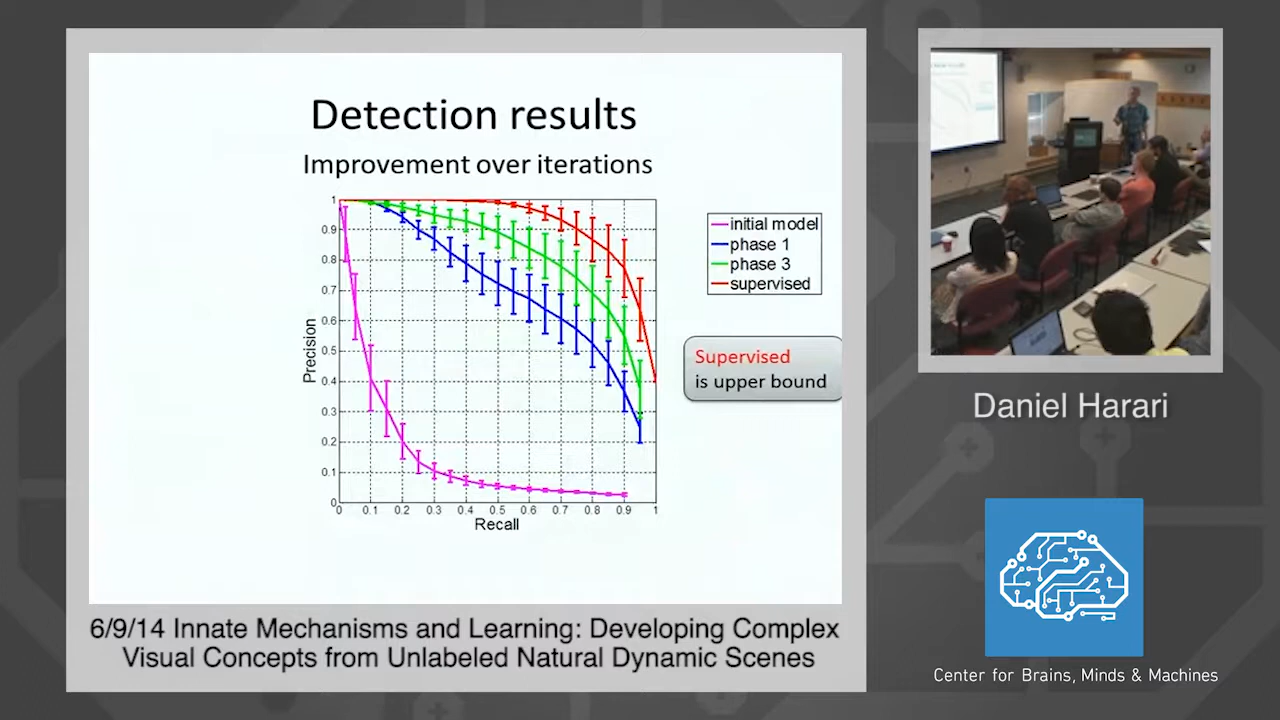 Detection results
Improvement over iterations
1
0.9
0.8
0.7
0.6
0.5
0.4
0.3
0.2
0.1
0
Precision
0 0.1 0.2 0.3 0.4 0.5 0.6 0.7 0.8 0.9 1
Recall
initial model
phase 1
phase 3
supervised
Supervised
is upper bound
Daniel Harari
6/9/14 Innate Mechanisms and Learning: Developing Complex
Visual Concepts from Unlabeled Natural Dynamic Scenes
Center for Brains, Minds & Machines